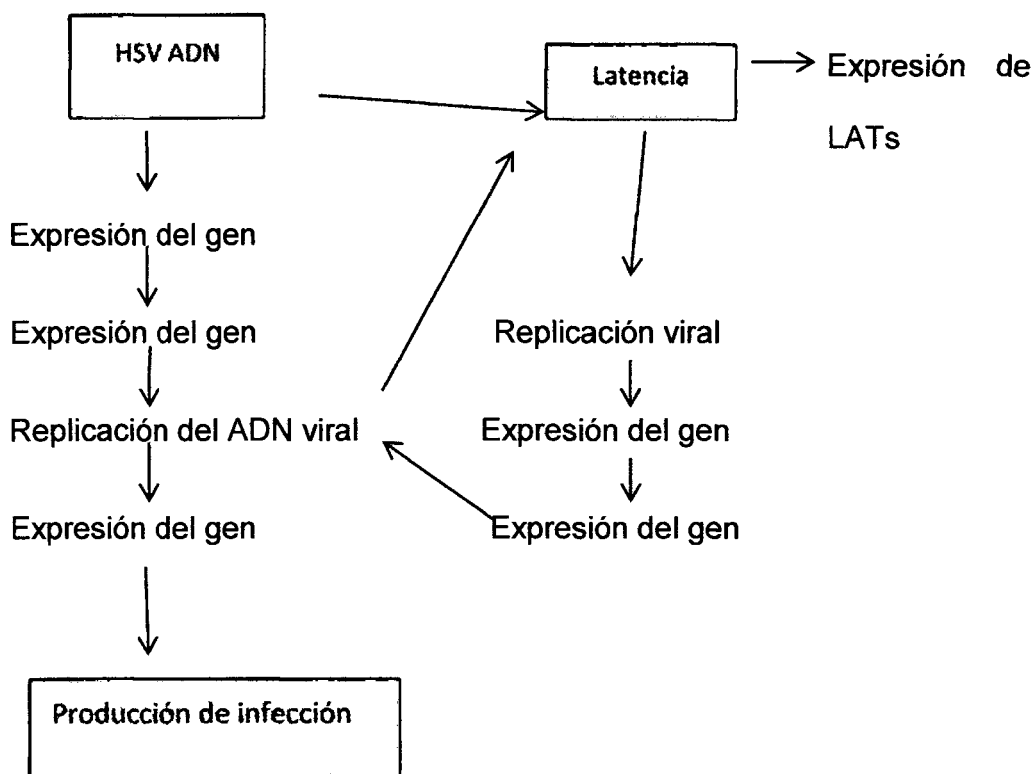 HSV ADN
Latencia
Expresión de
LATs
Expresión del gen
Expresión del gen
Replicación viral
Replicación del ADN viral
Expresión del gen
Expresión del gen
Expresión del gen
Producción de infección